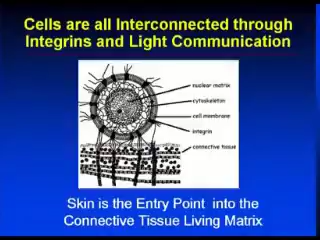 Cells are all Interconnected through
Integrins and Light Communication
nuclear matrix
cytoskeleton
cell membrane
integrin
connective tissue
Skin is the Entry Point into the
Connective Tissue Living Matrix